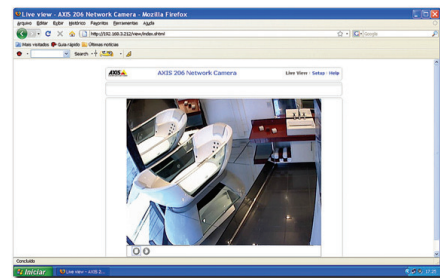 Live view - AXIS 206 Network Camera - Mozilla Firefox
Arquivo Editar Exibir Histórico Favoritos Ferramentas Ajuda
http://192.168.3.212/view/index.shtml
Google
Mais visitados Guia rápido Últimas notícias
Search
AXIS
AXIS 206 Network Camera
Live View | Setup | Help
Concluído
Iniciar
Live view - AXIS 2...
17:25